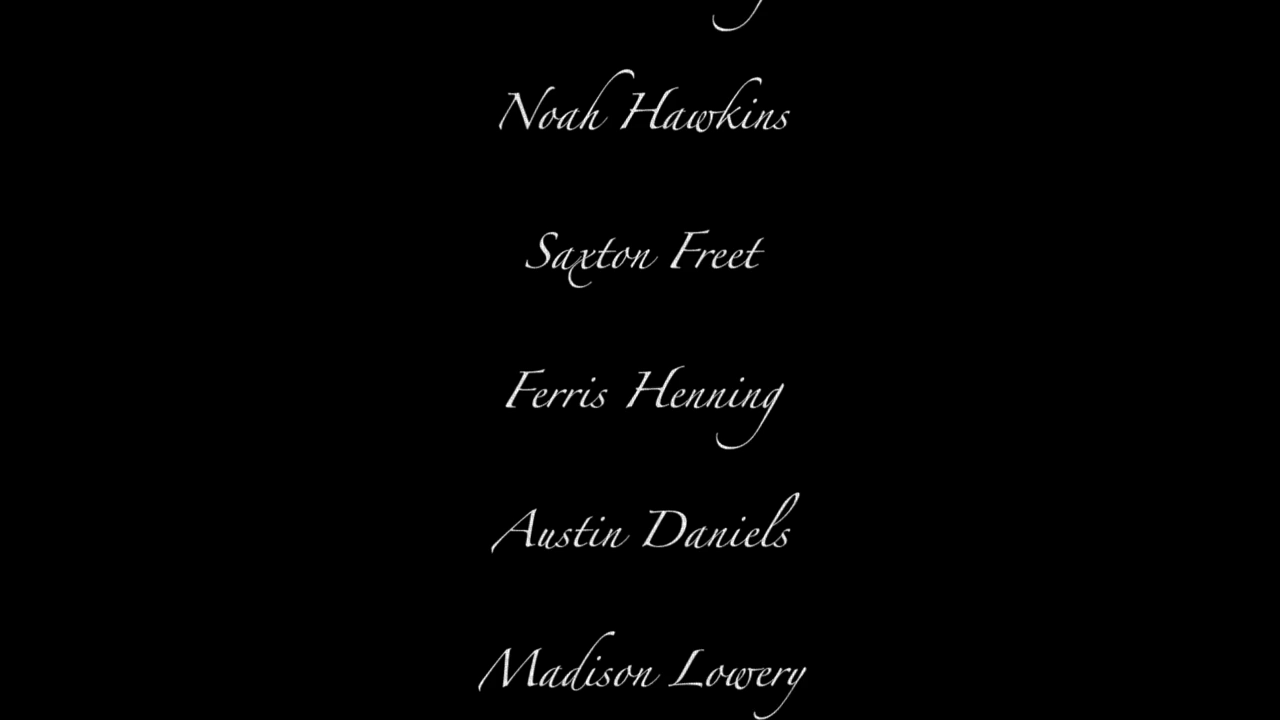 Noah Hawkins
Saxton Freet
Ferris Henning
Austin Daniels
Madison Lowery